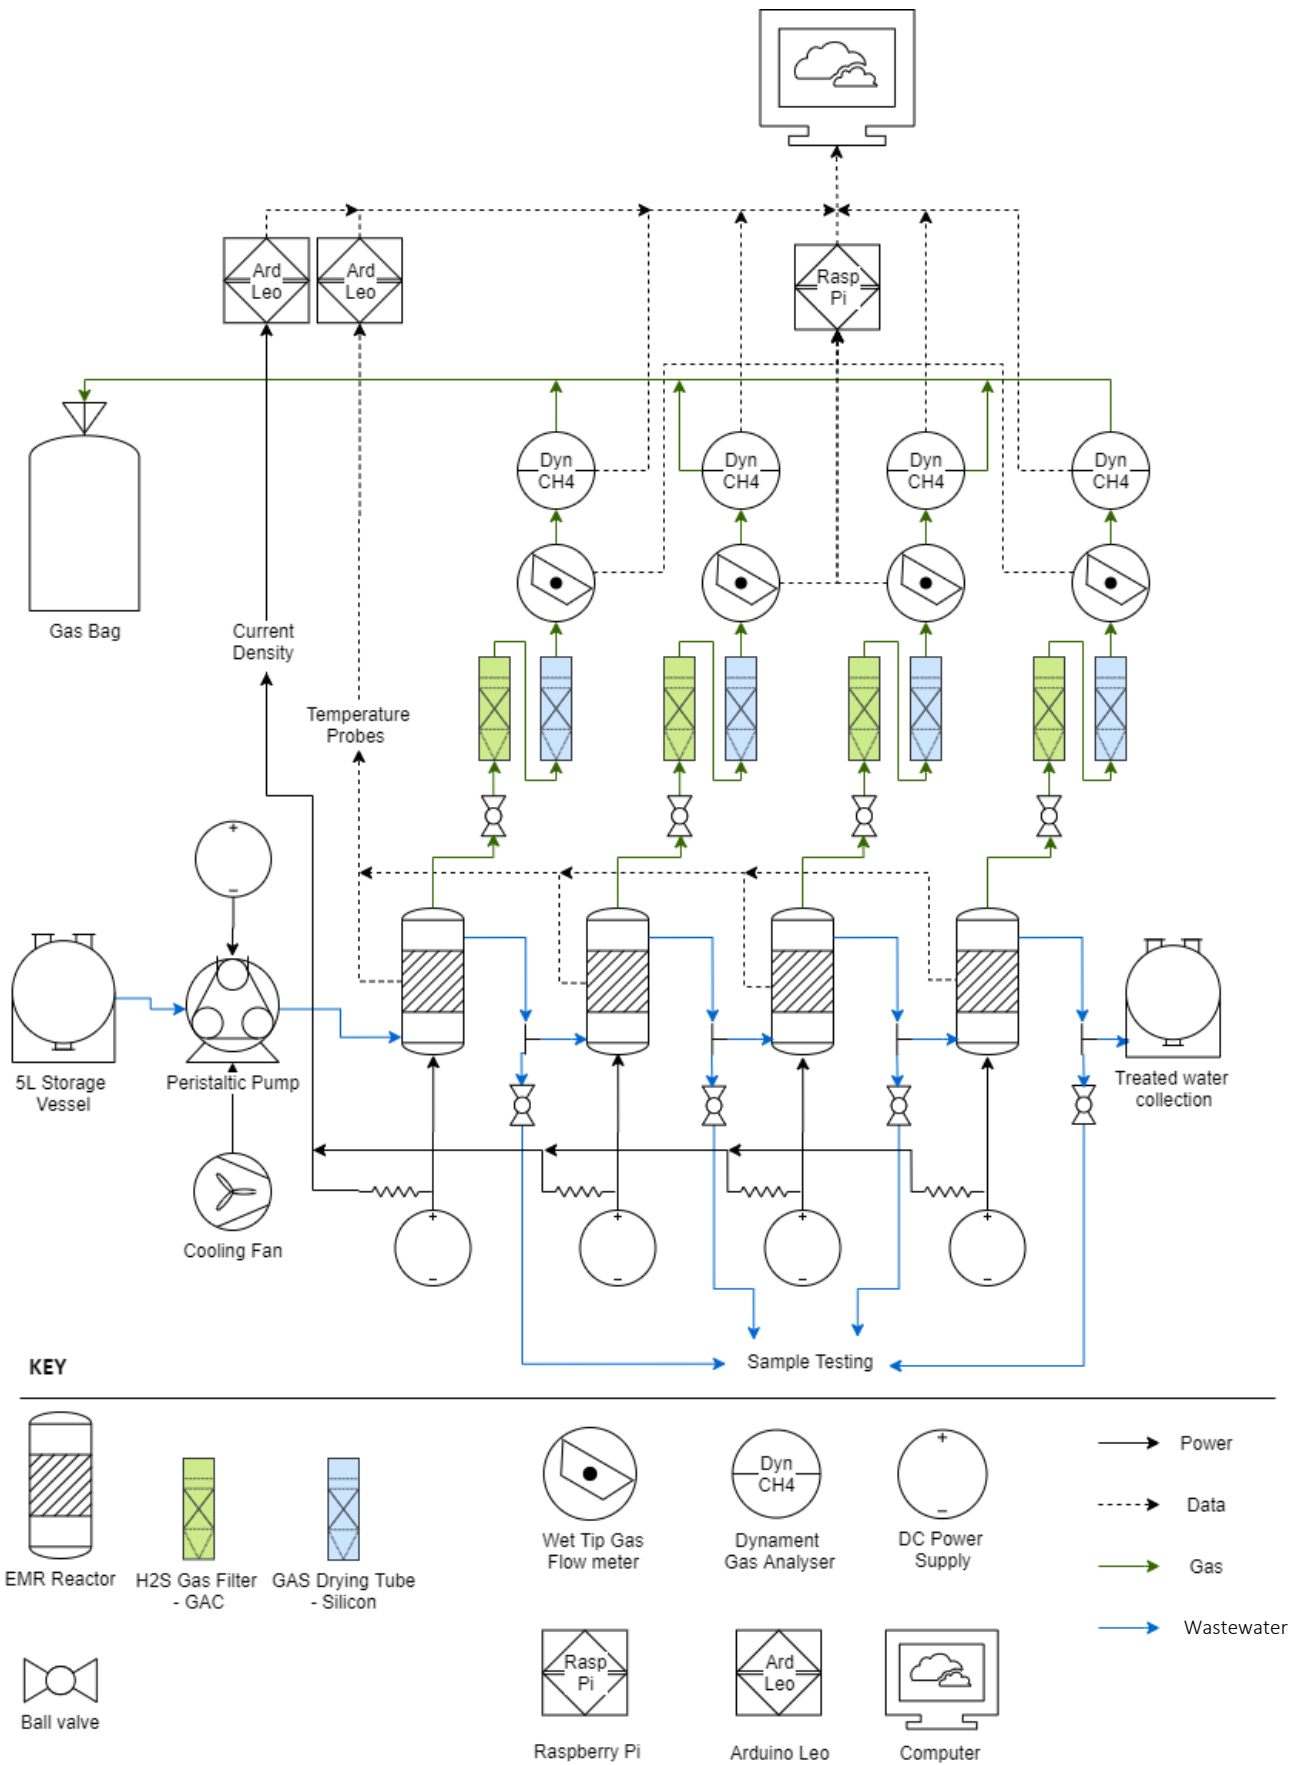 Ard
Leo
Ard
Leo
Rasp
Pi
Dyn
CH4
Dyn
CH4
Dyn
CH4
Dyn
CH4
Gas Bag
Current
Density
Temperature
Probes
+
−
5L Storage
Vessel
Peristaltic Pump
Treated water
collection
Cooling Fan
+
−
+
−
+
−
+
−
Sample Testing
KEY
EMR Reactor
H2S Gas Filter
- GAC
GAS Drying Tube
- Silicon
Wet Tip Gas
Flow meter
Dyn
CH4
Dynament
Gas Analyser
+
−
DC Power
Supply
Power
Data
Gas
Wastewater
Ball valve
Rasp
Pi
Raspberry Pi
Ard
Leo
Arduino Leo
Computer